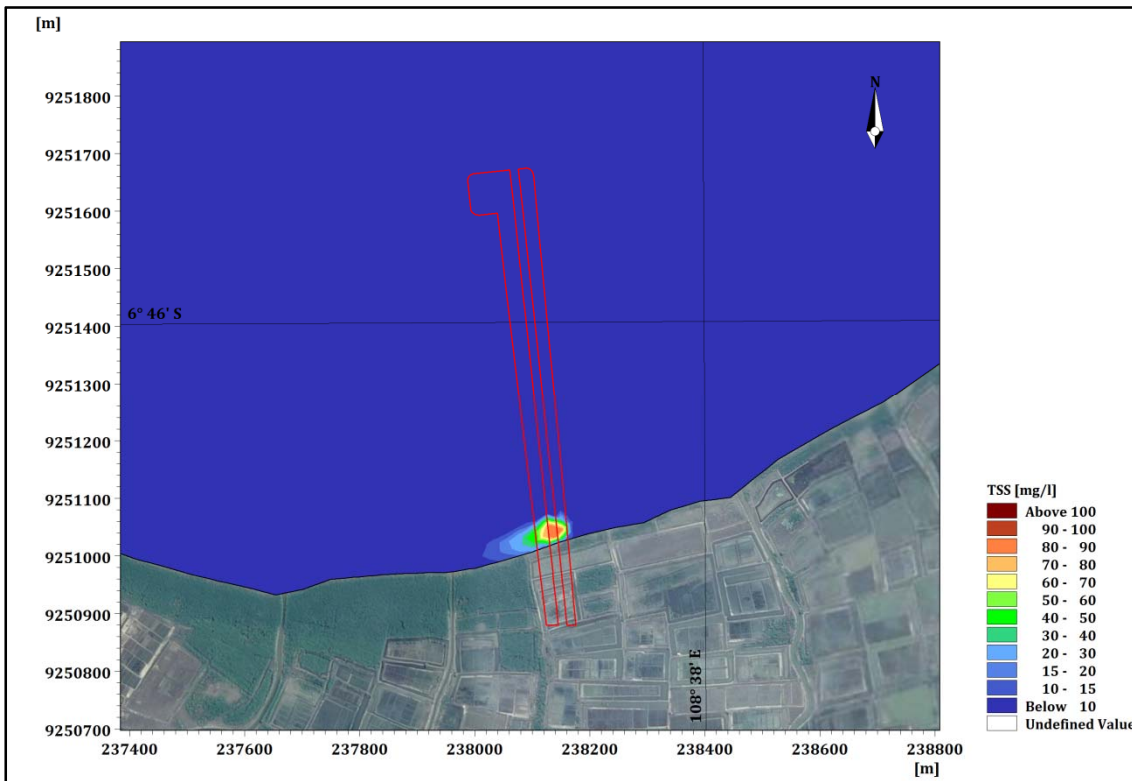 [m]
N
9251800
9251700
9251600
9251500
6° 46' S
9251400
9251300
9251200
9251100
9251000
9250900
9250800
9250700
108° 38' E
237400 237600 237800 238000 238200 238400 238600 238800
[m]
TSS [mg/l]
Above 100
90 - 100
80 - 90
70 - 80
60 - 70
50 - 60
40 - 50
30 - 40
20 - 30
15 - 20
10 - 15
Below 10
Undefined Value